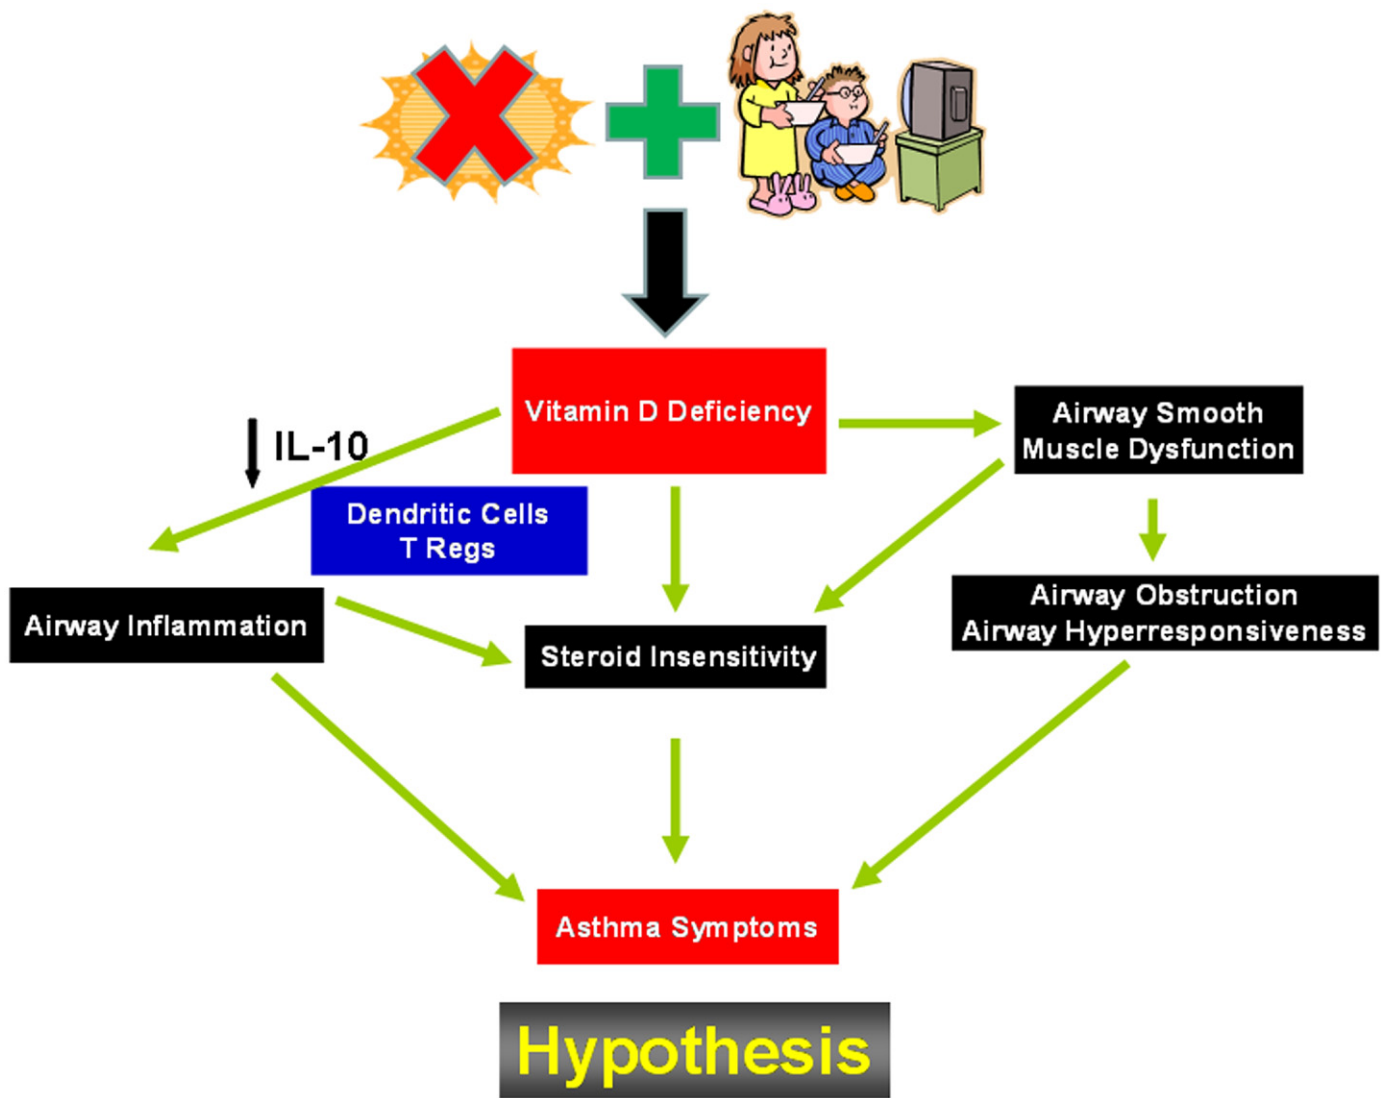 Vitamin D Deficiency
Airway Smooth
Muscle Dysfunction
IL-10
Dendritic Cells
T Regs
Airway Inflammation
Steroid Insensitivity
Airway Obstruction
Airway Hyperresponsiveness
Asthma Symptoms
Hypothesis